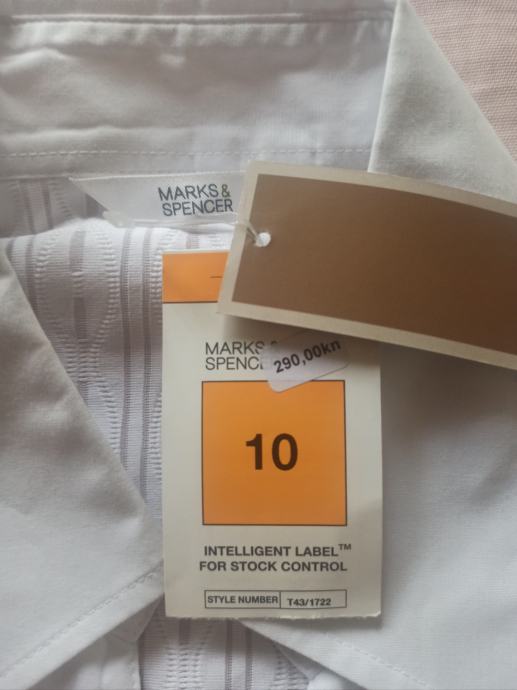 MARKS&
SPENCER
MARKS
SPENC
290,00kn
10
INTELLIGENT LABEL™
FOR STOCK CONTROL
STYLE NUMBER T43/1722